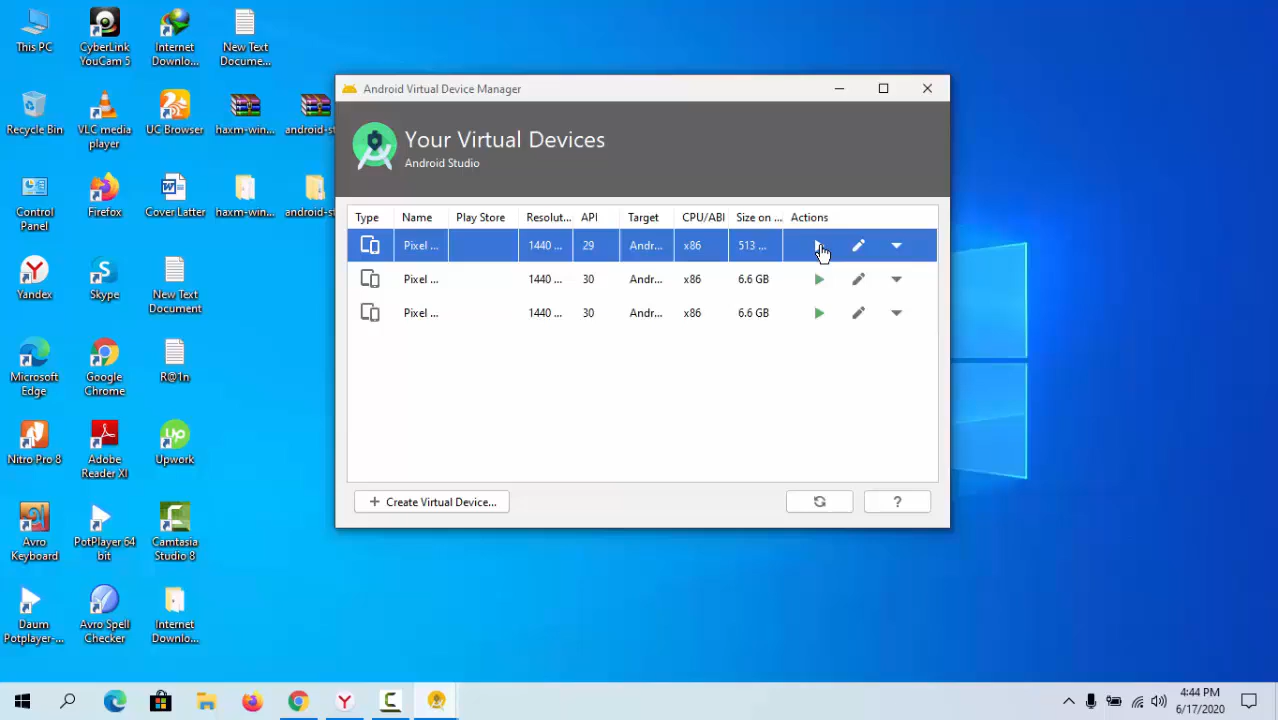 This PC
CyberLink
YouCam 5
Internet
Downlo...
New Text
Docume...
Recycle Bin
VLC media
player
UC Browser
haxm-win...
android-st
Control
Panel
Firefox
Cover Latter
haxm-win...
android-st
Yandex
Skype
New Text
Document
Microsoft
Edge
Google
Chrome
R@1n
Nitro Pro 8
Adobe
Reader XI
Upwork
Avro
Keyboard
PotPlayer 64
bit
Camtasia
Studio 8
Daum
Potplayer-...
Avro Spell
Checker
Internet
Downlo...
Android Virtual Device Manager
Your Virtual Devices
Android Studio
Type Name Play Store Resolut... API Target CPU/ABI Size on ... Actions
Pixel ... 1440 ... 29 Andr... x86 513 ...
Pixel ... 1440 ... 30 Andr... x86 6.6 GB
Pixel ... 1440 ... 30 Andr... x86 6.6 GB
+ Create Virtual Device...
?
4:44 PM
6/17/2020